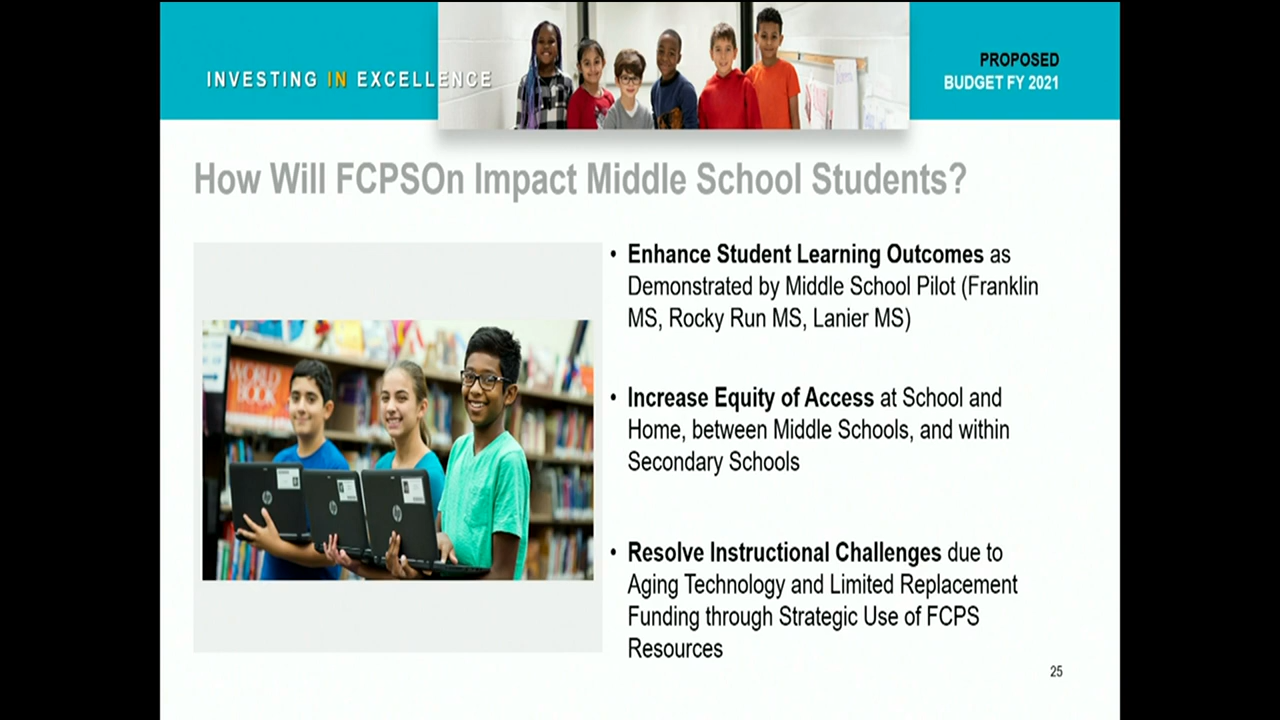 INVESTING IN EXCELLENCE
PROPOSED
BUDGET FY 2021
How Will FCPSOn Impact Middle School Students?
WORLD
BOOK
hp
hp
hp
• Enhance Student Learning Outcomes as
Demonstrated by Middle School Pilot (Franklin
MS, Rocky Run MS, Lanier MS)
• Increase Equity of Access at School and
Home, between Middle Schools, and within
Secondary Schools
• Resolve Instructional Challenges due to
Aging Technology and Limited Replacement
Funding through Strategic Use of FCPS
Resources
25